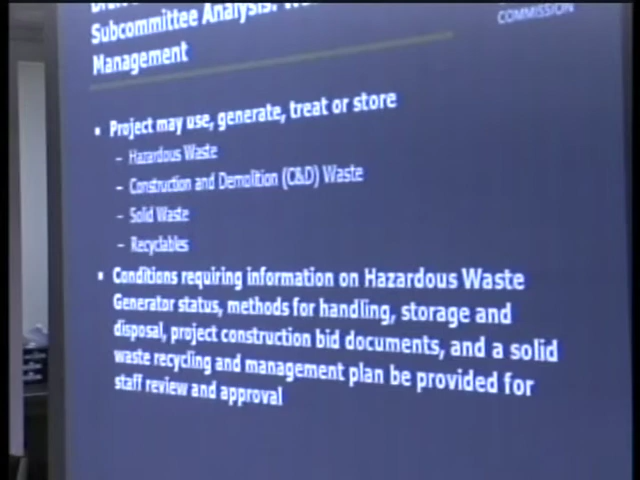 Subcommittee Analysis:
COMMISSION
Management
▪ Project may use, generate, treat or store
– Hazardous Waste
– Construction and Demolition (C&D) Waste
– Solid Waste
– Recyclables
▪ Conditions requiring information on Hazardous Waste
Generator status, methods for handling, storage and
disposal, project construction bid documents, and a solid
waste recycling and management plan be provided for
staff review and approval